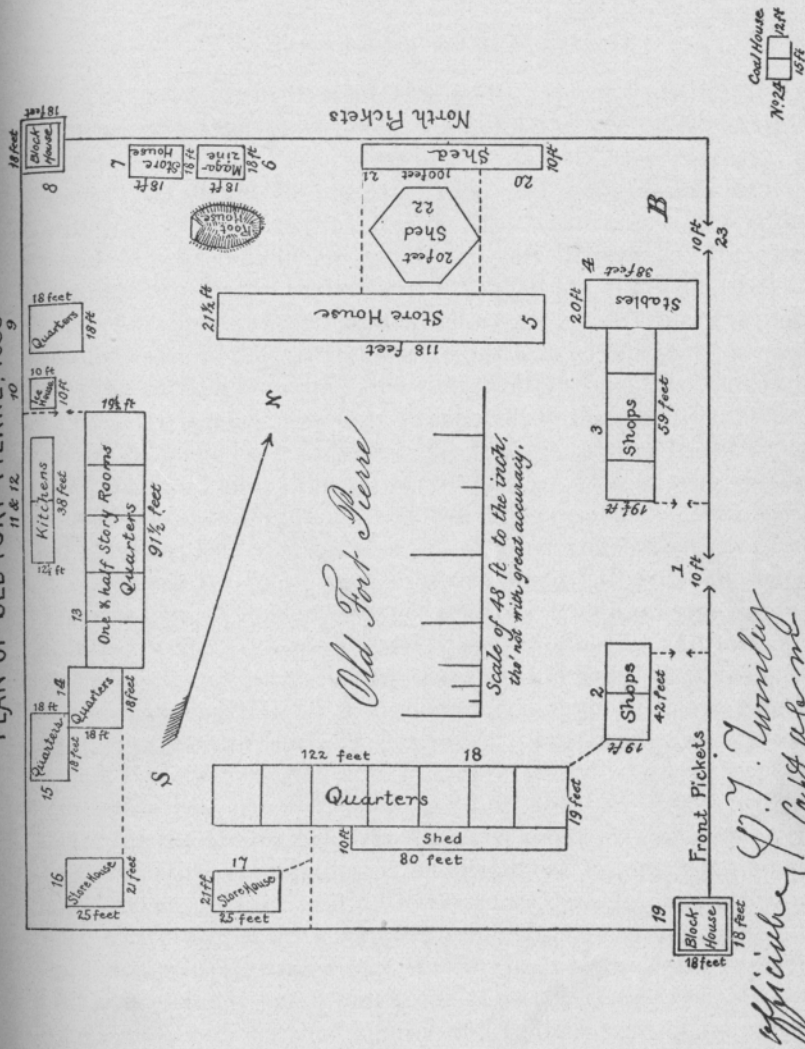 PLAN OF OLD FORT PIERRE,
18 feet
18 feet
Block
House
8
18 feet
Quarters
18 ft
9
10 ft
Ice
House
10 ft
10
11 & 12
Kitchens
38 feet
12½ ft
19½ ft
One & half Story Rooms
Quarters
91½ feet
13
18 ft
14
Quarters
18 feet
18 ft
Quarters
18 feet
15
16
Store House
21 feet
25 feet
7
Store
House
18 ft
18 ft
Maga-
zine
18 ft
18 ft
6
Root
House
North Pickets
Shed
10 ft
100 feet
21
20
22
Shed
20 feet
21½ ft
Store House
5
118 feet
S
N
Old Fort Pierre
Scale of 48 ft to the inch,
tho' not with great accuracy.
122 feet
18
Quarters
19 feet
Shed
10 ft
80 feet
17
21 ft
Store House
25 feet
B
10 ft
23
4
38 feet
20 ft
Stables
3
Shops
59 feet
1
10 ft
2
Shops
42 feet
19 ft
Front Pickets
19
Block
House
18 feet
18 feet
Coal House
12 ft
15 ft
No. 24
P. T. Turnley